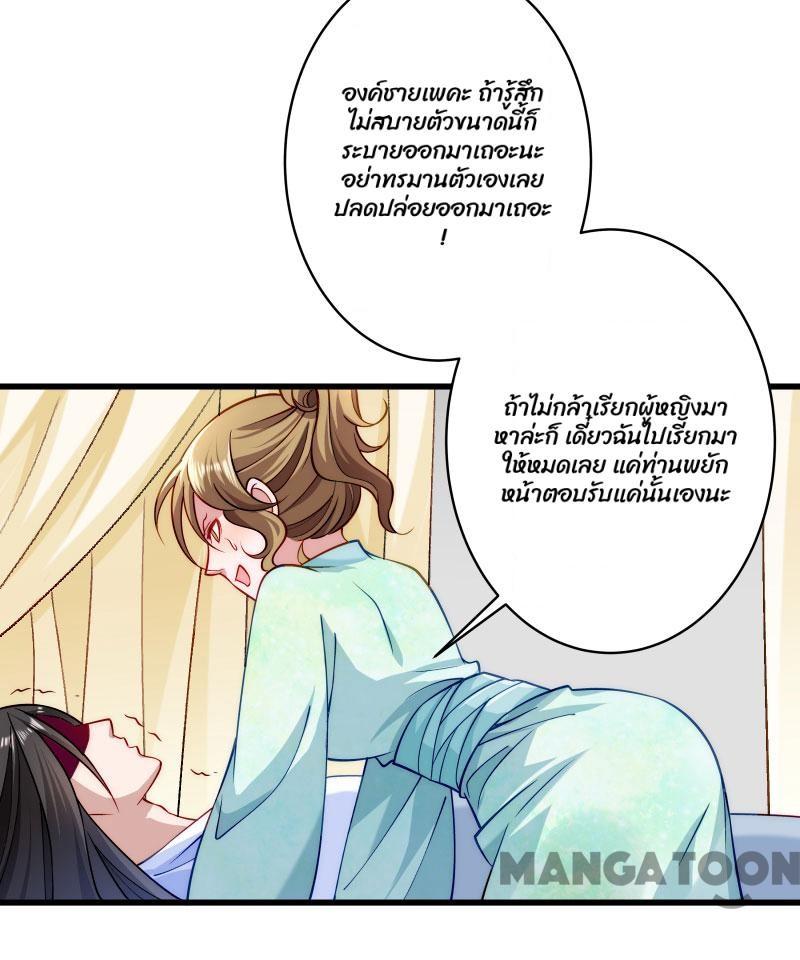 องค์ชายเพคะ ถ้ารู้สึก
ไม่สบายตัวขนาดนี้ก็
ระบายออกมาเถอะนะ
อย่าทรมานตัวเองเลย
ปลดปล่อยออกมาเถอะ
!
ถ้าไม่กล้าเรียกผู้หญิงมา
หาล่ะก็ เดี๋ยวฉันไปเรียกมา
ให้หมดเลย แค่ท่านพยัก
หน้าตอบรับแค่นั้นเองนะ
MANGATOON